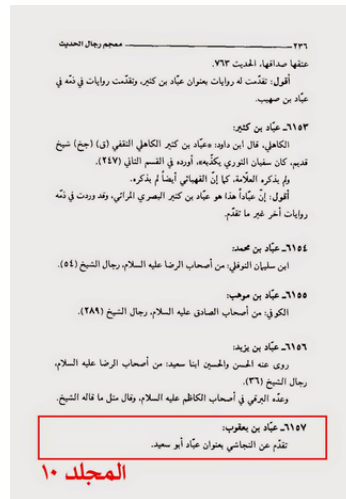 ٢٣٦ معجم رجال الحديث
عتقها صداقها، الحديث ٧٦٣.
أقول: تقدّمت له روايات بعنوان عبّاد بن كثير، وتقدّمت روايات في ذمّه في
عبّاد بن صهيب.
٦١٥٣ـ عبّاد بن كثير:
الكاهلي، قال ابن داود: «عبّاد بن كثير الكاهلي الثقفي (ق) (جخ) شيخ
قديم، كان سفيان الثوري يكذّبه»، أورده في القسم الثاني (٢٤٧).
ولم يذكره العلّامة، كما إنّ القهبائي أيضاً لم يذكره.
أقول: إنّ عبّاداً هذا هو عبّاد بن كثير البصري المرائي، وقد وردت في ذمّه
روايات أخر غير ما تقدّم.
٦١٥٤ـ عبّاد بن محمد:
ابن سليمان النوفلي: من أصحاب الرضا عليه السلام، رجال الشيخ (٥٤).
٦١٥٥ـ عبّاد بن موهب:
الكوفي: من أصحاب الصادق عليه السلام، رجال الشيخ (٢٨٩).
٦١٥٦ـ عبّاد بن يزيد:
روى عنه الحسن والحسين ابنا سعيد: من أصحاب الرضا عليه السلام،
رجال الشيخ (٣٦).
وعدّه البرقي في أصحاب الكاظم عليه السلام، وقال مثل ما قاله الشيخ.
٦١٥٧ـ عبّاد بن يعقوب:
تقدّم عن النجاشي بعنوان عبّاد أبو سعيد.
المجلد ١٠